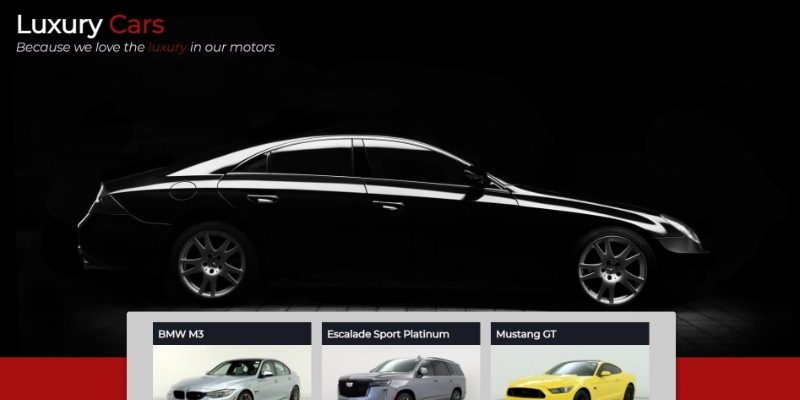 Luxury Cars
Because we love the luxury in our motors
BMW M3
Escalade Sport Platinum
Mustang GT